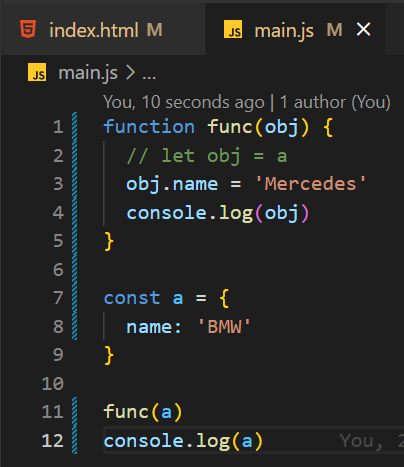 index.html M
JS main.js M
JS main.js > ...
You, 10 seconds ago | 1 author (You)
1 function func(obj) {
2 // let obj = a
3 obj.name = 'Mercedes'
4 console.log(obj)
5 }
6
7 const a = {
8 name: 'BMW'
9 }
10
11 func(a)
12 console.log(a) You, 2